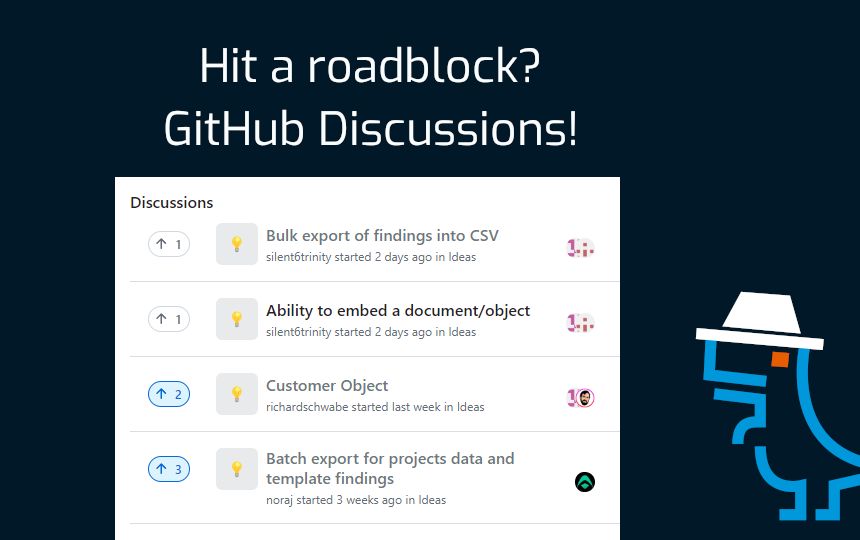 Hit a roadblock?
GitHub Discussions!
Discussions
1
Bulk export of findings into CSV
silent6trinity started 2 days ago in Ideas
1
Ability to embed a document/object
silent6trinity started 2 days ago in Ideas
2
Customer Object
richardschwabe started last week in Ideas
3
Batch export for projects data and
template findings
noraj started 3 weeks ago in Ideas